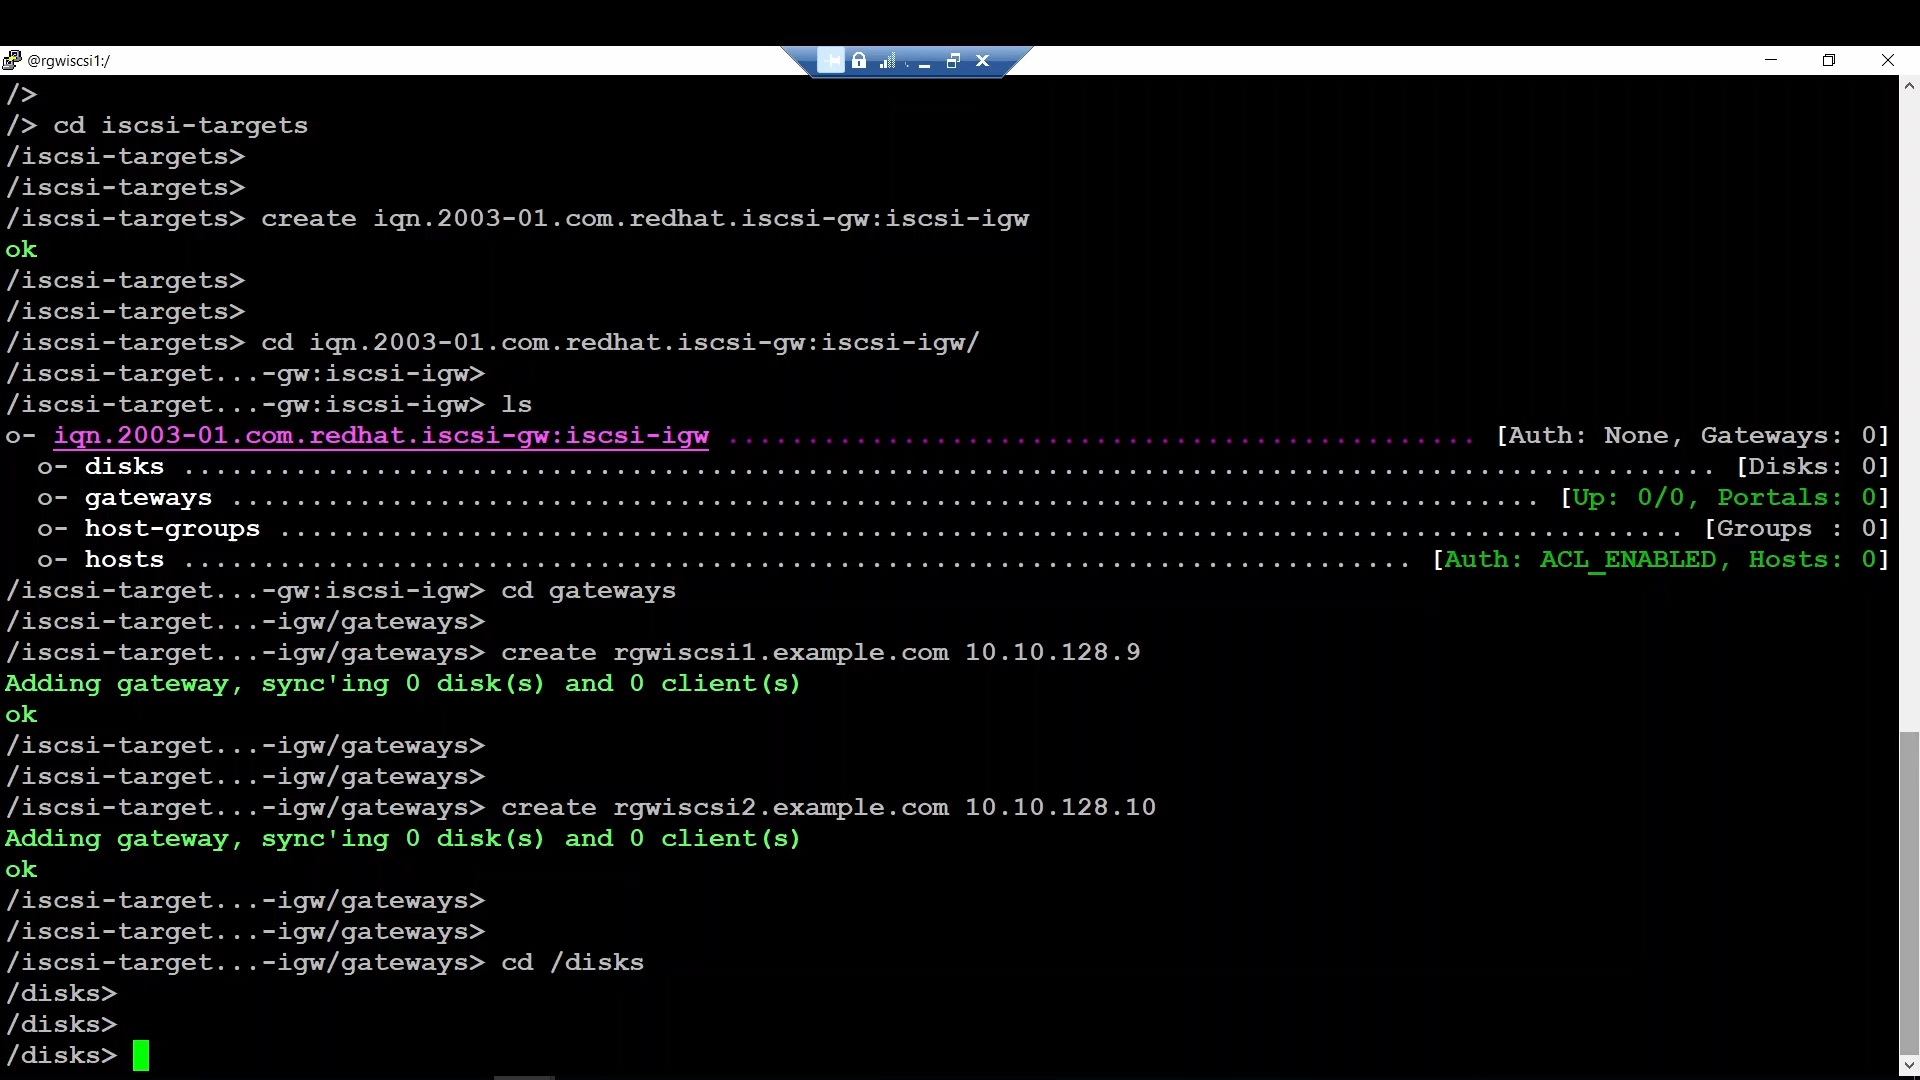 @rgwiscsi1:/
/>
/> cd iscsi-targets
/iscsi-targets>
/iscsi-targets>
/iscsi-targets> create iqn.2003-01.com.redhat.iscsi-gw:iscsi-igw
ok
/iscsi-targets>
/iscsi-targets>
/iscsi-targets> cd iqn.2003-01.com.redhat.iscsi-gw:iscsi-igw/
/iscsi-target...-gw:iscsi-igw>
/iscsi-target...-gw:iscsi-igw> ls
o- iqn.2003-01.com.redhat.iscsi-gw:iscsi-igw ............................................... [Auth: None, Gateways: 0]
o- disks ................................................................................................ [Disks: 0]
o- gateways .................................................................................. [Up: 0/0, Portals: 0]
o- host-groups ........................................................................................ [Groups : 0]
o- hosts ............................................................................. [Auth: ACL_ENABLED, Hosts: 0]
/iscsi-target...-gw:iscsi-igw> cd gateways
/iscsi-target...-igw/gateways>
/iscsi-target...-igw/gateways> create rgwiscsi1.example.com 10.10.128.9
Adding gateway, sync'ing 0 disk(s) and 0 client(s)
ok
/iscsi-target...-igw/gateways>
/iscsi-target...-igw/gateways>
/iscsi-target...-igw/gateways> create rgwiscsi2.example.com 10.10.128.10
Adding gateway, sync'ing 0 disk(s) and 0 client(s)
ok
/iscsi-target...-igw/gateways>
/iscsi-target...-igw/gateways>
/iscsi-target...-igw/gateways> cd /disks
/disks>
/disks>
/disks>